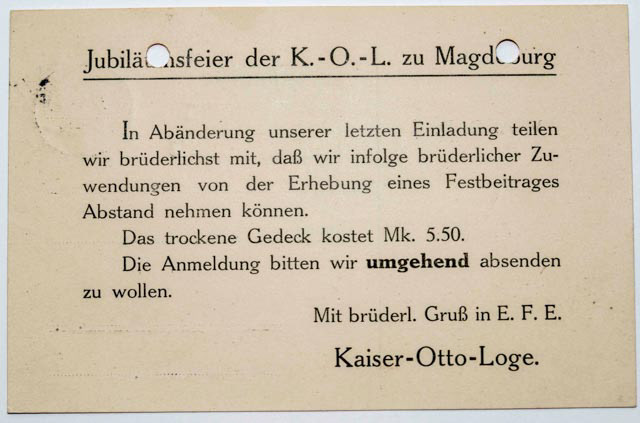 Jubiläumsfeier der K.-O.-L. zu Magdeburg
In Abänderung unserer letzten Einladung teilen
wir brüderlichst mit, daß wir infolge brüderlicher Zu-
wendungen von der Erhebung eines Festbeitrages
Abstand nehmen können.
Das trockene Gedeck kostet Mk. 5.50.
Die Anmeldung bitten wir umgehend absenden
zu wollen.
Mit brüderl. Gruß in E. F. E.
Kaiser-Otto-Loge.